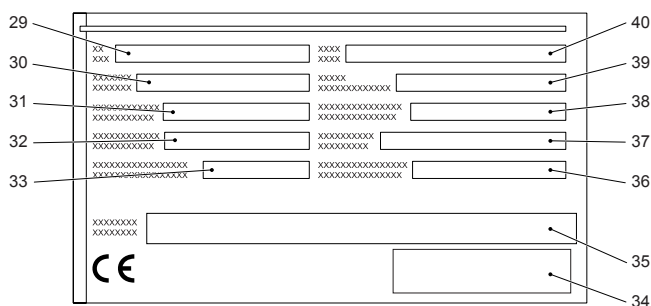 29
40
XX
XXX
XXXX
XXXX
30
39
XXXXXXX
XXXXXXX
XXXXX
XXXXXXXXXXXXX
31
38
XXXXXXXXXXXX
XXXXXXXXXXX
XXXXXXXXXXXXXXX
XXXXXXXXXXXXXX
32
37
XXXXXXXXXXXX
XXXXXXXXXXX
XXXXXXXXXX
XXXXXXXXX
33
36
XXXXXXXXXXXXXXXXX
XXXXXXXXXXXXXXXXX
XXXXXXXXXXXXXXXX
XXXXXXXXXXXXXXX
XXXXXXXX
XXXXXXXX
35
CE
34